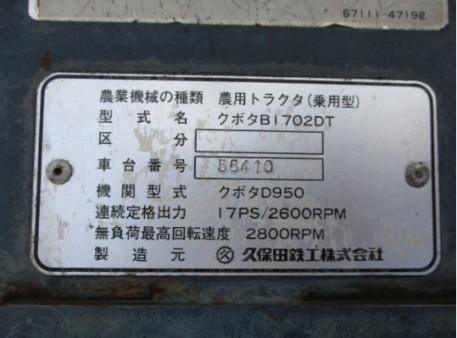 67111-47192
農業機械の種類 農用トラクタ(乗用型)
型式名 クボタB1702DT
区分
車台番号 56410
機関型式 クボタD950
連続定格出力 17PS/2600RPM
無負荷最高回転速度 2800RPM
製造元 久保田鉄工株式会社